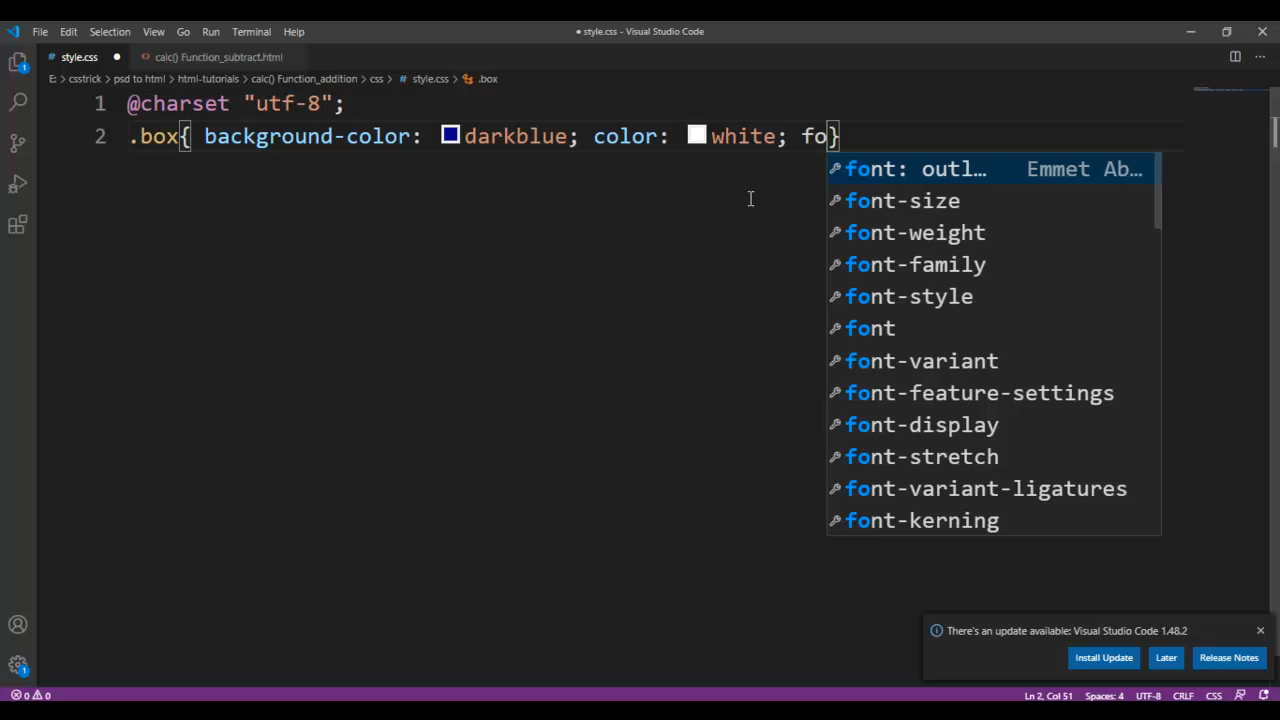 File Edit Selection View Go Run Terminal Help
● style.css - Visual Studio Code
style.css ● <> calc() Function_subtract.html
E: > csstrick > psd to html > html-tutorials > calc() Function_addition > css > # style.css > .box
1 @charset "utf-8";
2 .box{ background-color: darkblue; color: white; fo}
font: outl… Emmet Ab…
font-size
font-weight
font-family
font-style
font
font-variant
font-feature-settings
font-display
font-stretch
font-variant-ligatures
font-kerning
There's an update available: Visual Studio Code 1.48.2
Install Update Later Release Notes
0 0 Ln 2, Col 51 Spaces: 4 UTF-8 CRLF CSS